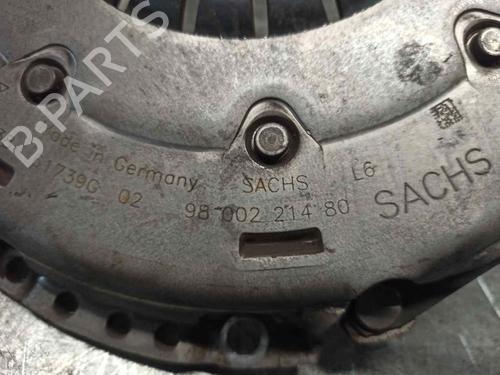 Made in Germany SACHS L6
1739G 02 98 002 214 80
SACHS
B-PARTS